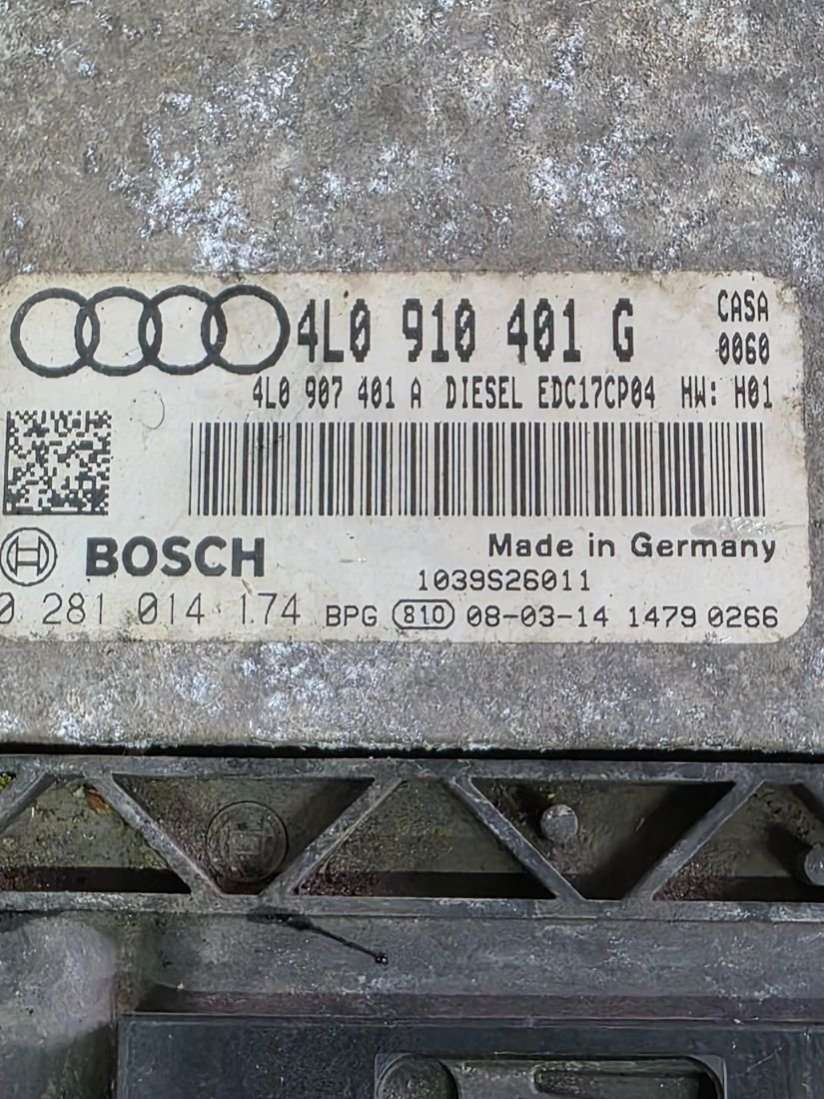 4L0 910 401 G
CASA
0060
4L0 907 401 A DIESEL EDC17CP04 HW: H01
BOSCH
Made in Germany
1039S26011
0 281 014 174 BPG 810 08-03-14 1479 0266